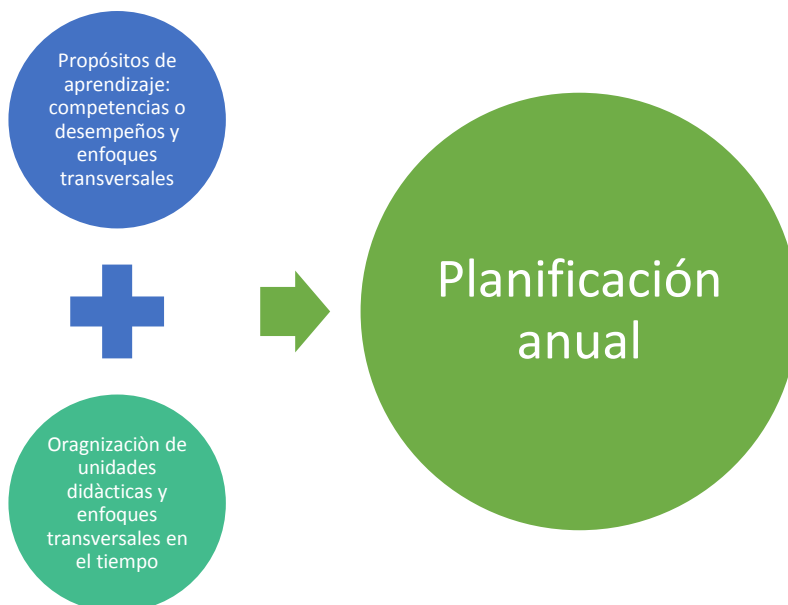 Propósitos de
aprendizaje:
competencias o
desempeños y
enfoques
transversales
Oragnizaciòn de
unidades
didàcticas y
enfoques
transversales en
el tiempo
Planificación
anual